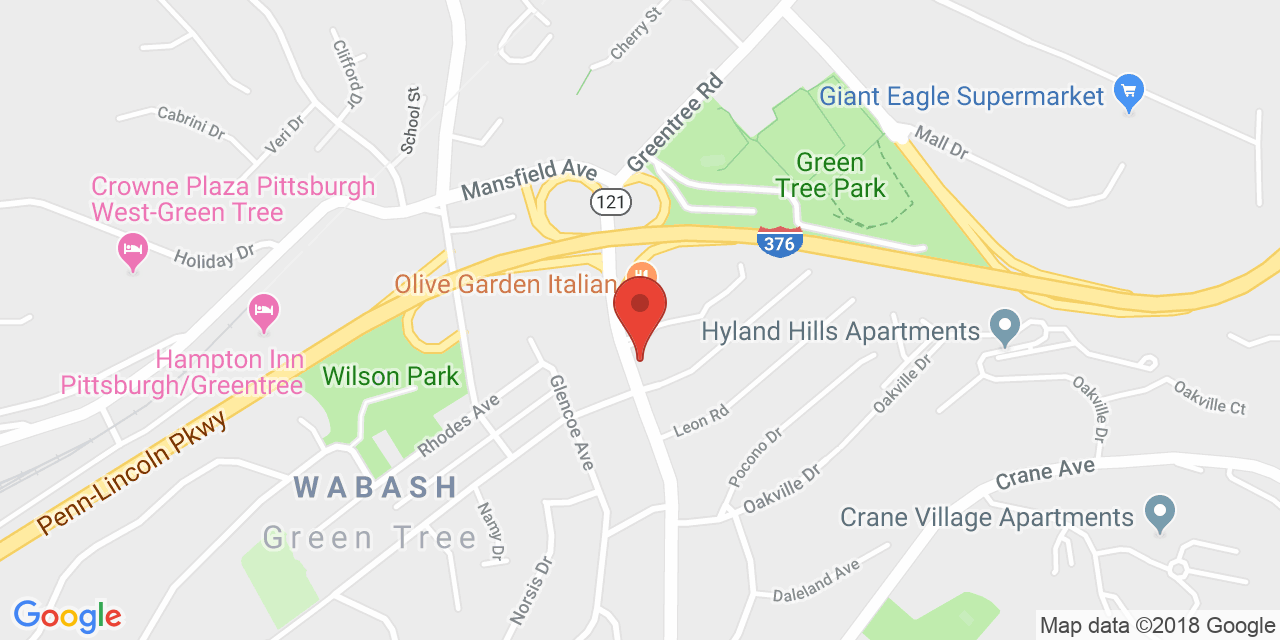 Cherry St
Clifford Dr
Greentree Rd
Giant Eagle Supermarket
School St
Cabrini Dr
Veri Dr
Mall Dr
Green
Tree Park
Mansfield Ave
Crowne Plaza Pittsburgh
West-Green Tree
121
376
Holiday Dr
Olive Garden Italian
Hyland Hills Apartments
Hampton Inn
Pittsburgh/Greentree
Wilson Park
Oakville Dr
Oakville Ct
Oakville Dr
Glencoe Ave
Rhodes Ave
Leon Rd
Penn-Lincoln Pkwy
Pocono Dr
Crane Ave
WABASH
Oakville Dr
Green Tree
Namy Dr
Crane Village Apartments
Norsis Dr
Daleland Ave
Google
Map data ©2018 Google